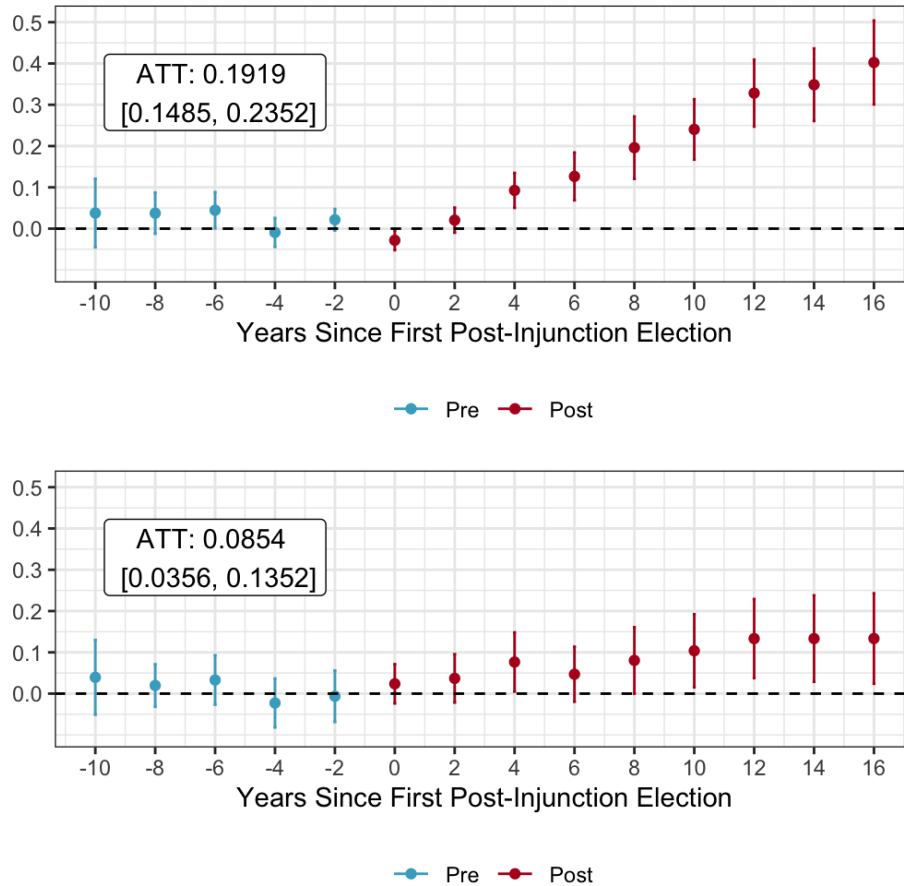 0.5
0.4
0.3
0.2
0.1
0.0
ATT: 0.1919
[0.1485, 0.2352]
-10 -8 -6 -4 -2 0 2 4 6 8 10 12 14 16
Years Since First Post-Injunction Election
Pre Post
0.5
0.4
0.3
0.2
0.1
0.0
ATT: 0.0854
[0.0356, 0.1352]
-10 -8 -6 -4 -2 0 2 4 6 8 10 12 14 16
Years Since First Post-Injunction Election
Pre Post